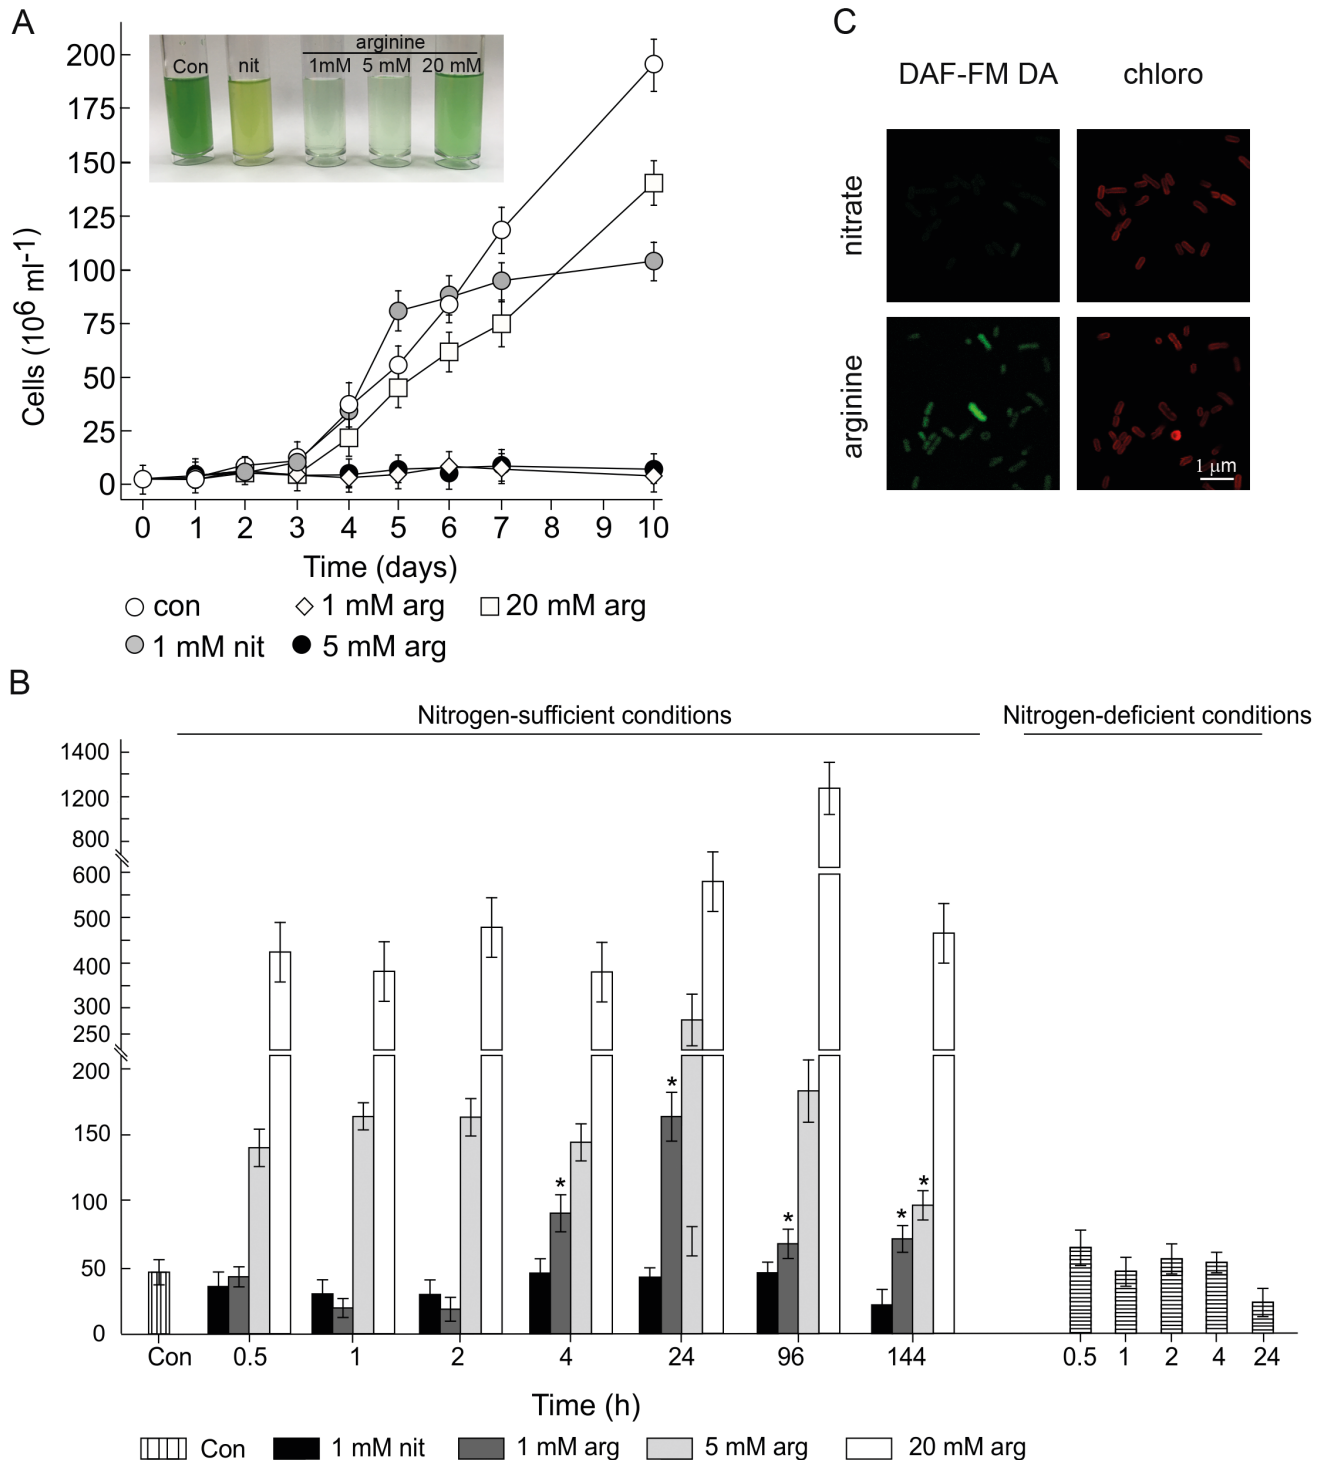 A
C
arginine
Con nit 1mM 5 mM 20 mM
200
175
150
125
100
75
50
25
0
Cells (10⁶ ml⁻¹)
0 1 2 3 4 5 6 7 8 9 10
Time (days)
con 1 mM arg 20 mM arg
1 mM nit 5 mM arg
DAF-FM DA chloro
nitrate
arginine
1 µm
B
Nitrogen-sufficient conditions Nitrogen-deficient conditions
1400
1200
800
600
500
400
300
250
200
150
100
50
0
*
*
*
*
*
Con 0.5 1 2 4 24 96 144 0.5 1 2 4 24
Time (h)
Con 1 mM nit 1 mM arg 5 mM arg 20 mM arg